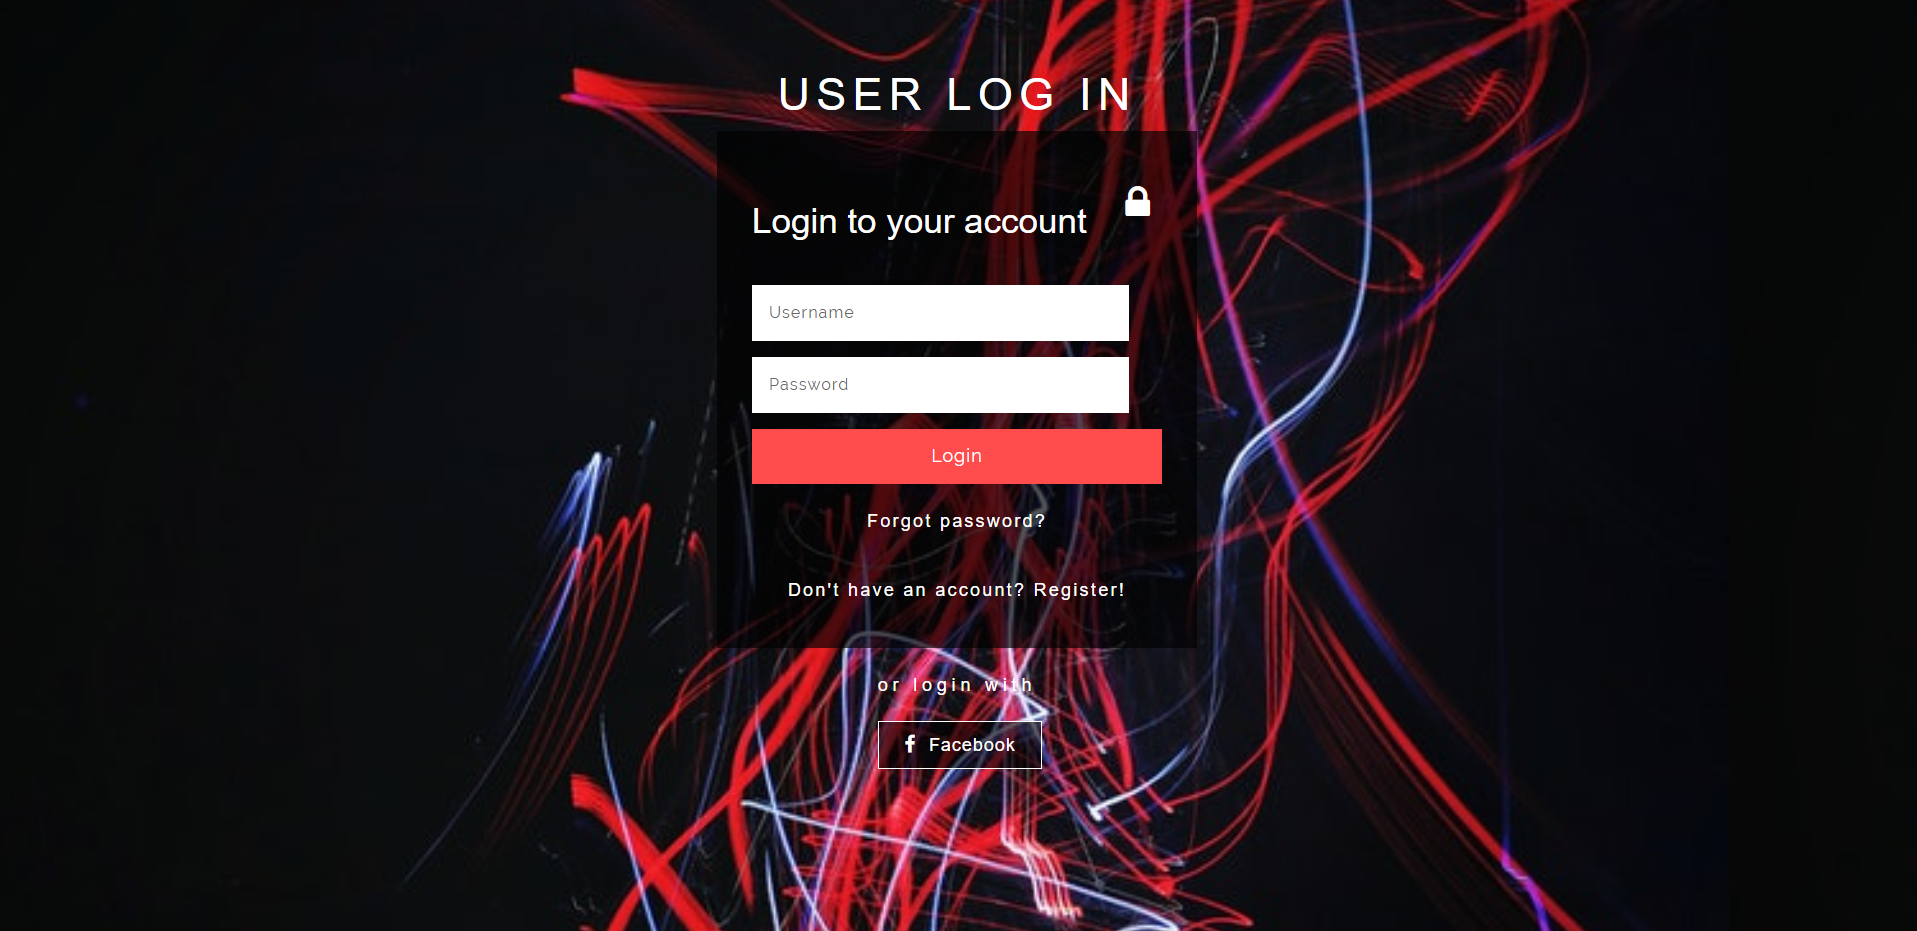 USER LOG IN
Login to your account
Username
Password
Login
Forgot password?
Don't have an account? Register!
or login with
Facebook